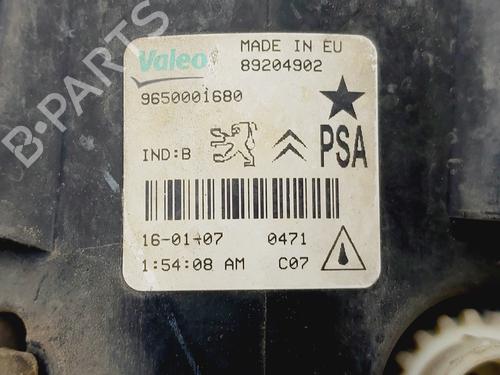 Valeo
MADE IN EU
89204902
9650001680
IND:B
PSA
16-01-07 0471
1:54:08 AM C07
B-PARTS